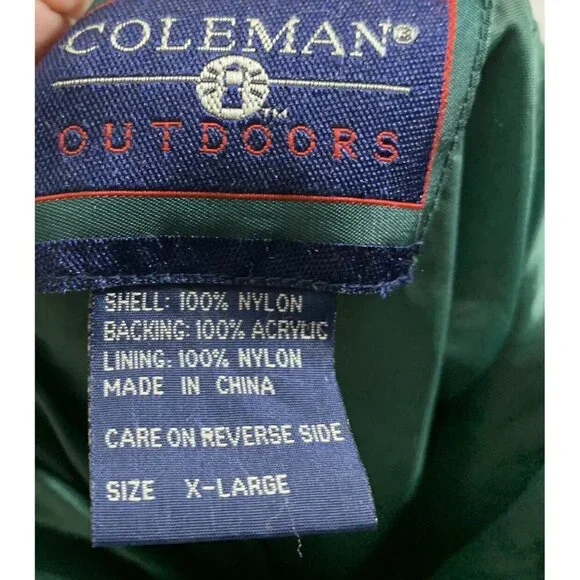 COLEMAN®
™
OUTDOORS
SHELL: 100% NYLON
BACKING: 100% ACRYLIC
LINING: 100% NYLON
MADE IN CHINA
CARE ON REVERSE SIDE
SIZE X-LARGE